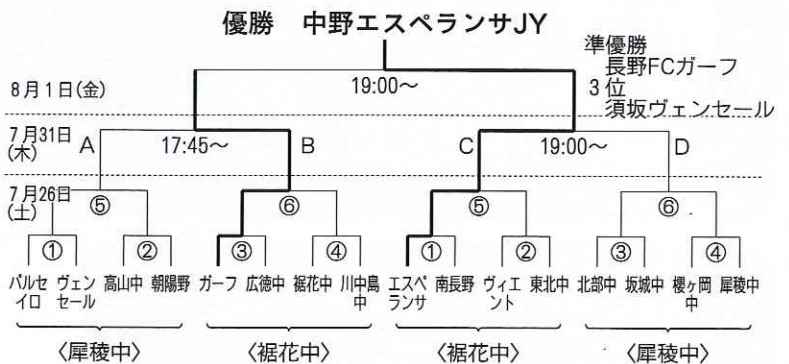 優勝 中野エスペランサJY
準優勝
長野FCガーフ
3位
須坂ヴェンセール
8月1日(金)
19:00〜
7月31日
(木)
A
17:45〜
B
C
19:00〜
D
7月26日
(土)
⑤
⑥
⑤
⑥
①
②
③
④
①
②
③
④
パルセ
イロ
ヴェン
セール
高山中
朝陽野
ガーフ
広徳中
裾花中
川中島
中
エスペ
ランサ
南長野
ヴィエ
ント
東北中
北部中
坂城中
櫻ヶ岡
中
犀稜中
〈犀稜中〉
〈裾花中〉
〈裾花中〉
〈犀稜中〉